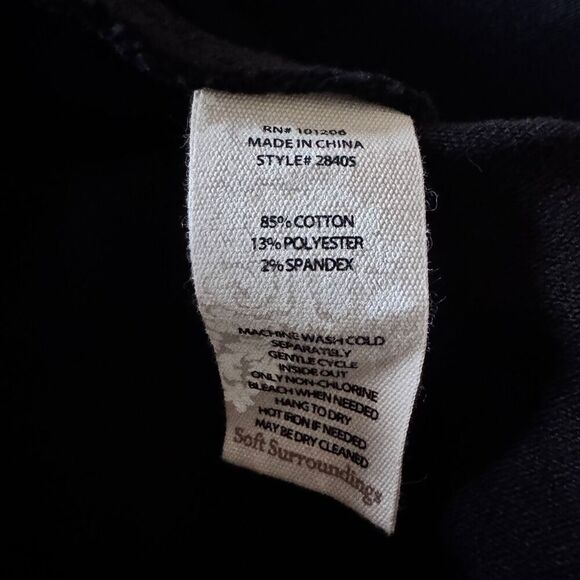 RN# 101206
MADE IN CHINA
STYLE# 28405
85% COTTON
13% POLYESTER
2% SPANDEX
MACHINE WASH COLD
SEPARATELY
GENTLE CYCLE
INSIDE OUT
ONLY NON-CHLORINE
BLEACH WHEN NEEDED
HANG TO DRY
HOT IRON IF NEEDED
MAY BE DRY CLEANED
Soft Surroundings